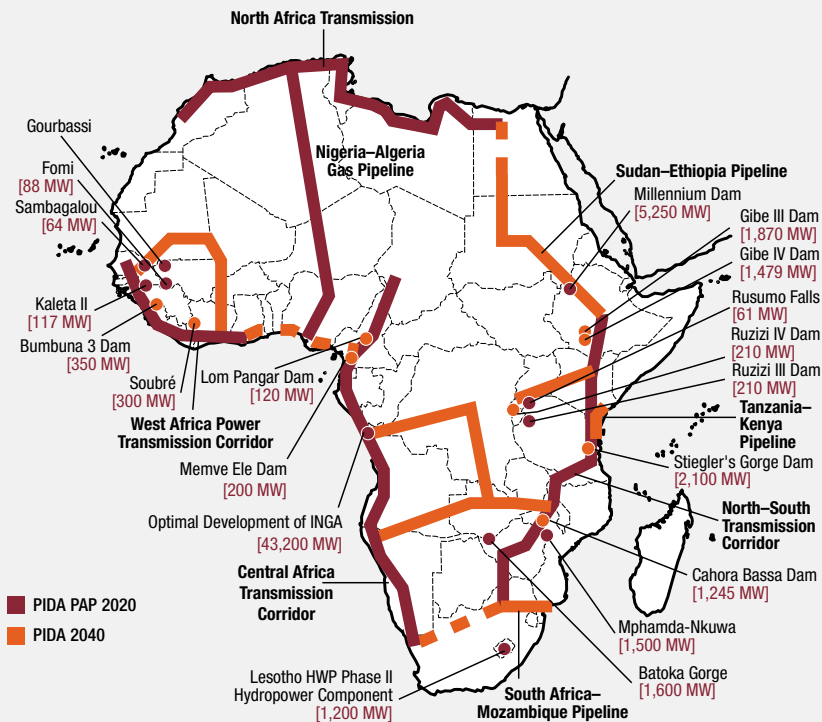 North Africa Transmission
Gourbassi
Fomi
[88 MW]
Sambagalou
[64 MW]
Kaleta II
[117 MW]
Bumbuna 3 Dam
[350 MW]
Soubré
[300 MW]
West Africa Power
Transmission Corridor
Nigeria–Algeria
Gas Pipeline
Lom Pangar Dam
[120 MW]
Memve Ele Dam
[200 MW]
Optimal Development of INGA
[43,200 MW]
Central Africa
Transmission
Corridor
Lesotho HWP Phase II
Hydropower Component
[1,200 MW]
Sudan–Ethiopia Pipeline
Millennium Dam
[5,250 MW]
Gibe III Dam
[1,870 MW]
Gibe IV Dam
[1,479 MW]
Rusumo Falls
[61 MW]
Ruzizi IV Dam
[210 MW]
Ruzizi III Dam
[210 MW]
Tanzania–
Kenya
Pipeline
Stiegler's Gorge Dam
[2,100 MW]
North–South
Transmission
Corridor
Cahora Bassa Dam
[1,245 MW]
Mphamda-Nkuwa
[1,500 MW]
Batoka Gorge
[1,600 MW]
South Africa–
Mozambique Pipeline
PIDA PAP 2020
PIDA 2040